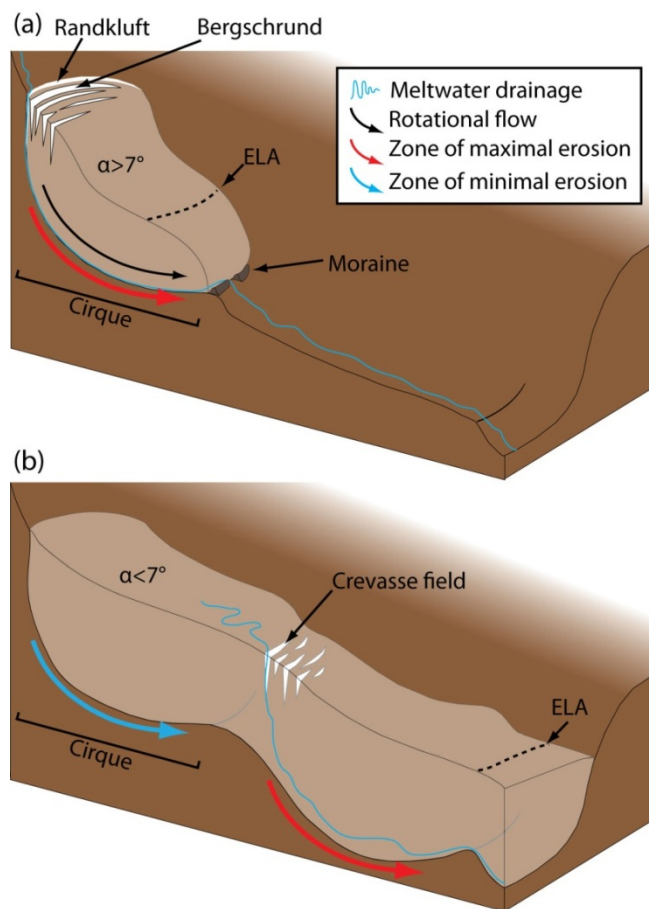 (a)
Randkluft
Bergschrund
Meltwater drainage
Rotational flow
Zone of maximal erosion
Zone of minimal erosion
α>7°
ELA
Moraine
Cirque
(b)
α<7°
Crevasse field
ELA
Cirque